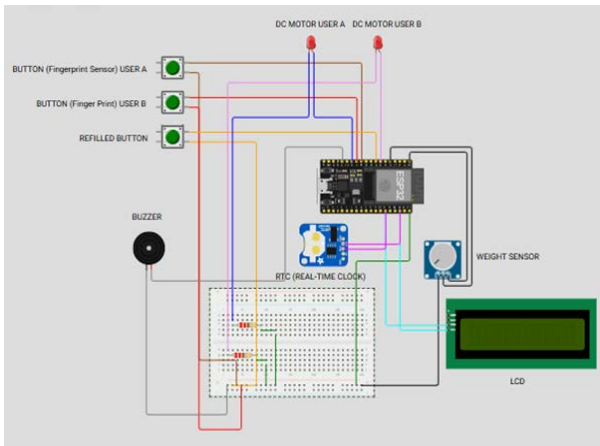 DC MOTOR USER A DC MOTOR USER B
BUTTON (Fingerprint Sensor) USER A
BUTTON (Finger Print) USER B
REFILLED BUTTON
ESP32
BUZZER
WEIGHT SENSOR
RTC (REAL-TIME CLOCK)
LCD